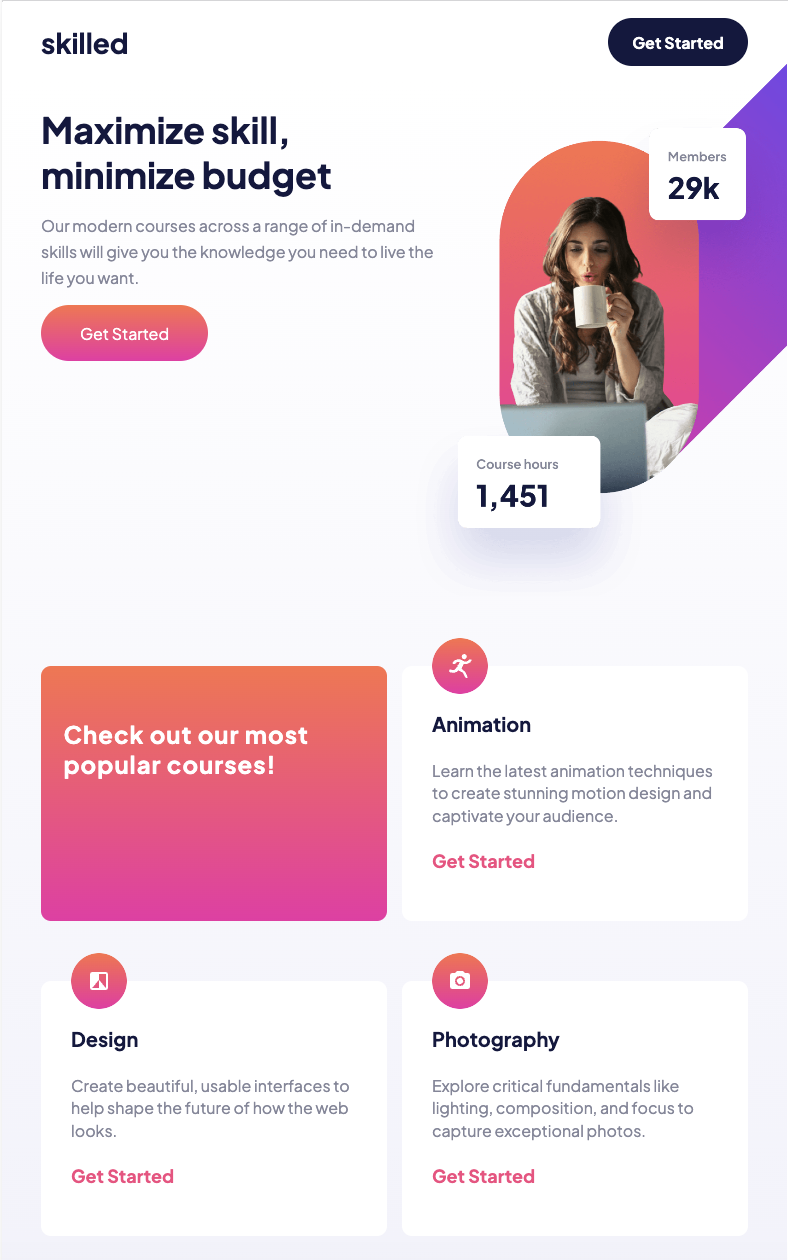 skilled
Get Started
Maximize skill,
minimize budget
Our modern courses across a range of in-demand
skills will give you the knowledge you need to live the
life you want.
Get Started
Members
29k
Course hours
1,451
Check out our most
popular courses!
Animation
Learn the latest animation techniques
to create stunning motion design and
captivate your audience.
Get Started
Design
Create beautiful, usable interfaces to
help shape the future of how the web
looks.
Get Started
Photography
Explore critical fundamentals like
lighting, composition, and focus to
capture exceptional photos.
Get Started